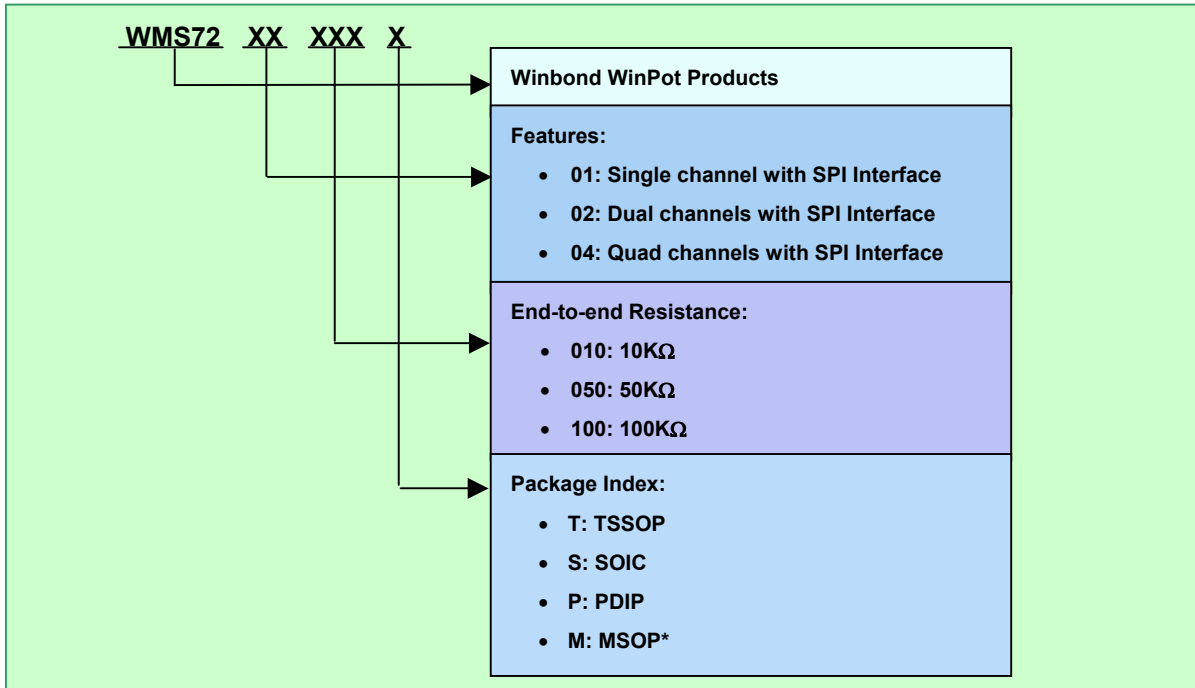 WMS72 XX XXX X
Winbond WinPot Products
Features:
• 01: Single channel with SPI Interface
• 02: Dual channels with SPI Interface
• 04: Quad channels with SPI Interface
End-to-end Resistance:
• 010: 10KΩ
• 050: 50KΩ
• 100: 100KΩ
Package Index:
• T: TSSOP
• S: SOIC
• P: PDIP
• M: MSOP*